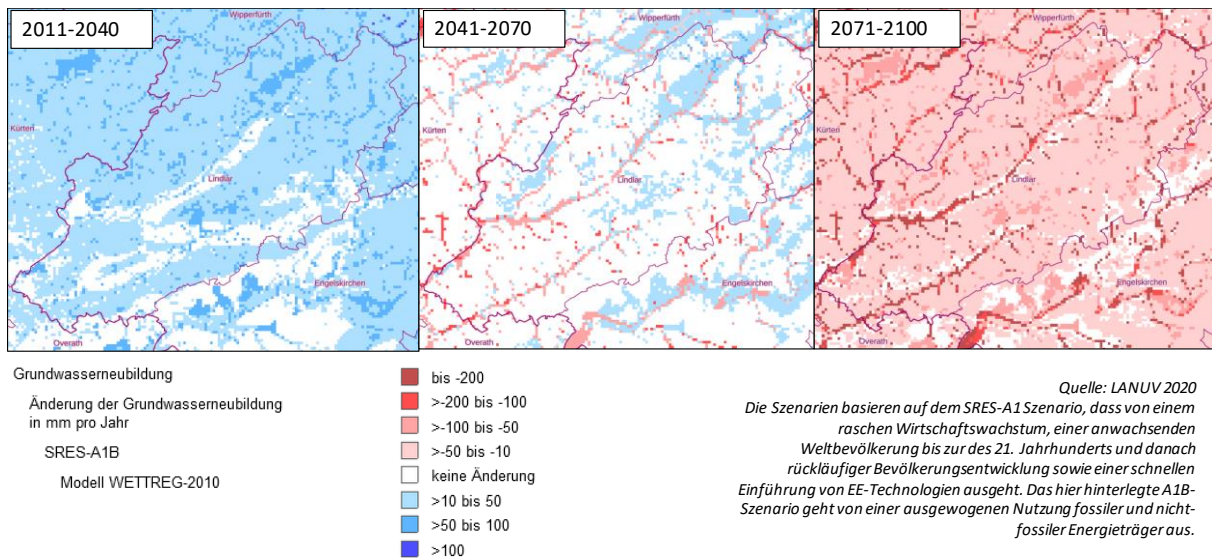 2011-2040
Wipperfürth
Kürten
Lindlar
Engelskirchen
Overath
2041-2070
Wipperfürth
Kürten
Lindlar
Engelskirchen
Overath
2071-2100
Wipperfürth
Kürten
Lindlar
Engelskirchen
Overath
Grundwasserneubildung
Änderung der Grundwasserneubildung
in mm pro Jahr
SRES-A1B
Modell WETTREG-2010
bis -200
>-200 bis -100
>-100 bis -50
>-50 bis -10
keine Änderung
>10 bis 50
>50 bis 100
>100
Quelle: LANUV 2020
Die Szenarien basieren auf dem SRES-A1 Szenario, dass von einem
raschen Wirtschaftswachstum, einer anwachsenden
Weltbevölkerung bis zur des 21. Jahrhunderts und danach
rückläufiger Bevölkerungsentwicklung sowie einer schnellen
Einführung von EE-Technologien ausgeht. Das hier hinterlegte A1B-
Szenario geht von einer ausgewogenen Nutzung fossiler und nicht-
fossiler Energieträger aus.